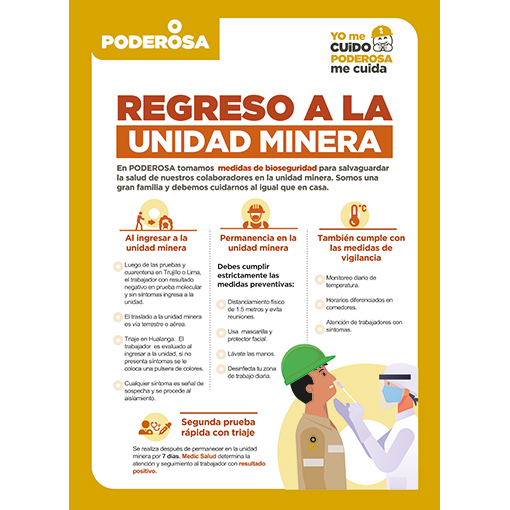 PODEROSA
YO me
CUIDO
PODEROSA
me cuida
REGRESO A LA
UNIDAD MINERA
En PODEROSA tomamos medidas de bioseguridad para salvaguardar
la salud de nuestros colaboradores en la unidad minera. Somos una
gran familia y debemos cuidarnos al igual que en casa.
Al ingresar a la
unidad minera
Luego de las pruebas y
cuarentena en Trujillo o Lima,
el trabajador con resultado
negativo en prueba molecular
y sin síntomas ingresa a la
unidad.
El traslado a la unidad minera
es vía terrestre o aérea.
Triaje en Hualanga. El
trabajador es evaluado al
ingresar a la unidad, si no
presenta síntomas se le
coloca una pulsera de colores.
Cualquier síntoma es señal de
sospecha y se procede al
aislamiento.
Permanencia en la
unidad minera
Debes cumplir
estrictamente las
medidas preventivas:
Distanciamiento físico
de 1.5 metros y evita
reuniones.
Usa mascarilla y
protector facial.
Lávate las manos.
Desinfecta tu zona
de trabajo diaria.
°C
También cumple con
las medidas de
vigilancia
Monitoreo diario de
temperatura.
Horarios diferenciados en
comedores.
Atención de trabajadores con
síntomas.
Segunda prueba
rápida con triaje
Se realiza después de permanecer en la unidad
minera por 7 días. Medic Salud determina la
atención y seguimiento al trabajador con resultado
positivo.